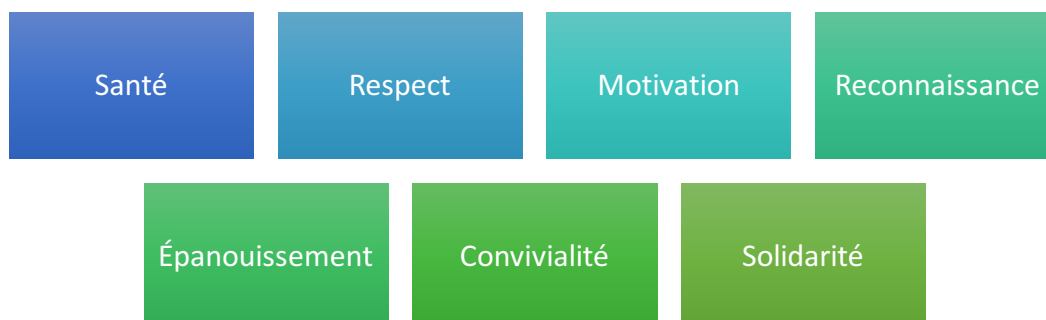 Santé
Respect
Motivation
Reconnaissance
Épanouissement
Convivialité
Solidarité